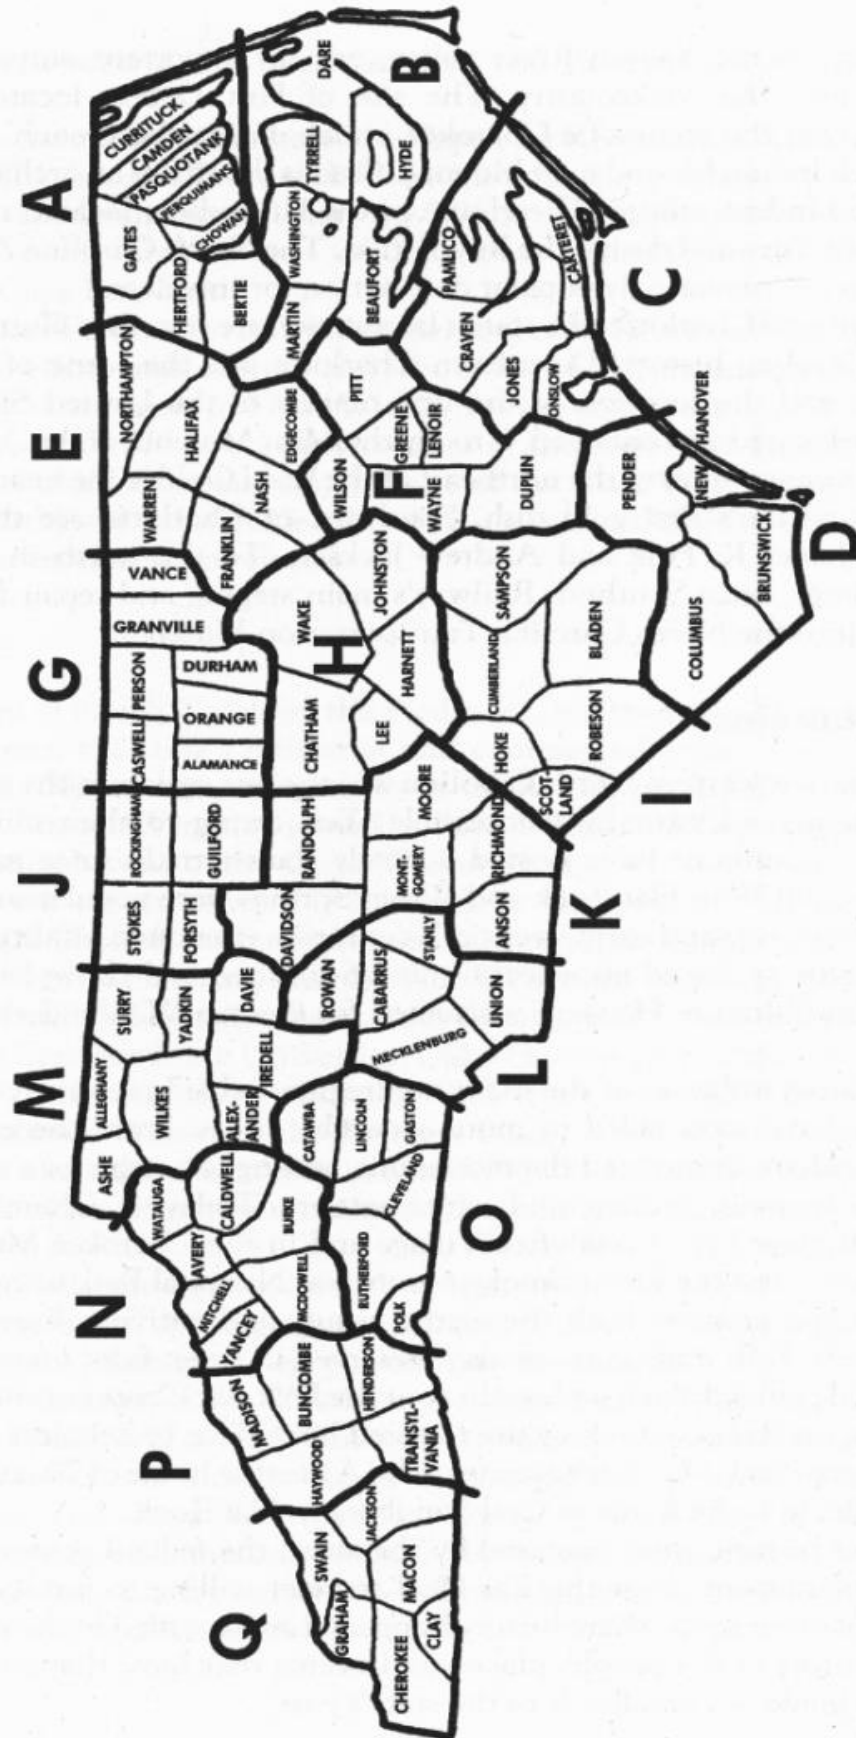 A
B
C
D
E
F
G
H
I
J
K
L
M
N
O
P
Q
CURRITUCK
CAMDEN
PASQUOTANK
PERQUIMANS
CHOWAN
GATES
HERTFORD
BERTIE
DARE
TYRRELL
WASHINGTON
MARTIN
HYDE
BEAUFORT
PAMLICO
CRAVEN
CARTERET
JONES
ONSLOW
NEW HANOVER
PENDER
BRUNSWICK
COLUMBUS
NORTHAMPTON
HALIFAX
WARREN
NASH
EDGECOMBE
FRANKLIN
WILSON
PITT
GREENE
LENOIR
WAYNE
DUPLIN
VANCE
GRANVILLE
PERSON
CASWELL
DURHAM
ORANGE
ALAMANCE
WAKE
JOHNSTON
CHATHAM
LEE
HARNETT
SAMPSON
CUMBERLAND
BLADEN
HOKE
ROBESON
SCOT-
LAND
ROCKINGHAM
GUILFORD
STOKES
FORSYTH
RANDOLPH
DAVIDSON
MOORE
MONT-
GOMERY
RICHMOND
ANSON
STANLY
CABARRUS
UNION
MECKLENBURG
ROWAN
SURRY
YADKIN
DAVIE
IREDELL
ALLEGHANY
WILKES
ALEX-
ANDER
ASHE
CATAWBA
LINCOLN
GASTON
CLEVELAND
RUTHERFORD
POLK
WATAUGA
CALDWELL
BURKE
AVERY
MITCHELL
MCDOWELL
YANCEY
MADISON
BUNCOMBE
HENDERSON
HAYWOOD
TRANSYL-
VANIA
SWAIN
JACKSON
GRAHAM
MACON
CHEROKEE
CLAY